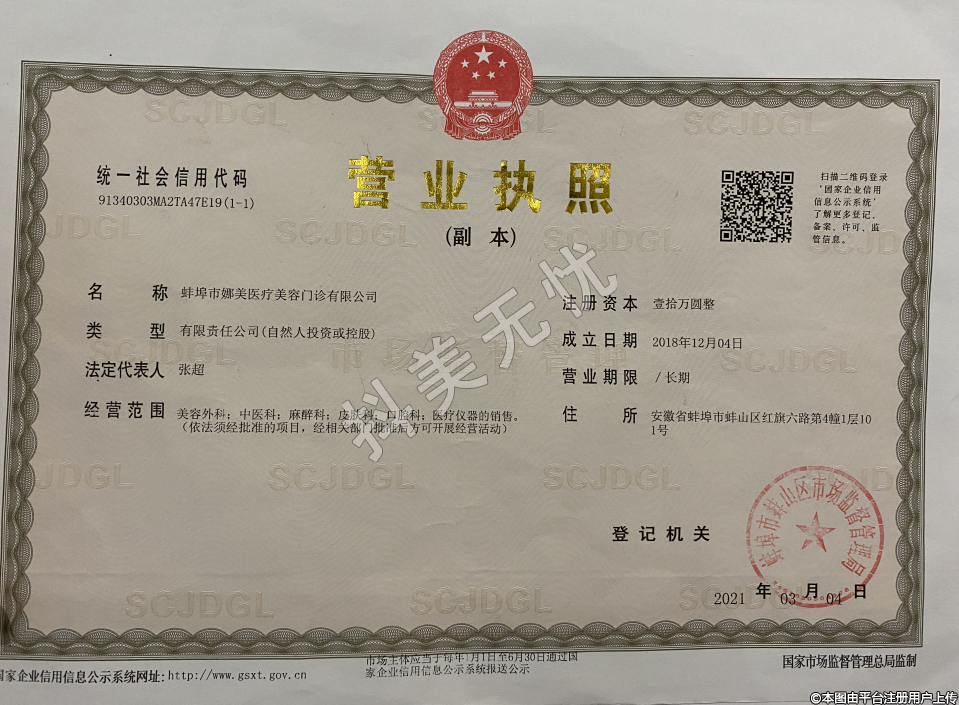 统一社会信用代码
91340303MA2TA47E19(1-1)
营业执照
(副 本)
扫描二维码登录
‘国家企业信用
信息公示系统’
了解更多登记、
备案、许可、监
管信息。
名 称 蚌埠市娜美医疗美容门诊有限公司
类 型 有限责任公司(自然人投资或控股)
法定代表人 张超
经营范围 美容外科；中医科；麻醉科；皮肤科；口腔科；医疗仪器的销售。
（依法须经批准的项目，经相关部门批准后方可开展经营活动）
注册资本 壹拾万圆整
成立日期 2018年12月04日
营业期限 / 长期
住 所 安徽省蚌埠市蚌山区红旗六路第4幢1层10
1号
抖美无忧
登记机关
蚌埠市蚌山区市场监督管理局
2021 年 03 月 04 日
国家企业信用信息公示系统网址:http://www.gsxt.gov.cn
市场主体应当于每年1月1日至6月30日通过国
家企业信用信息公示系统报送公示
国家市场监督管理总局监制
©本图由平台注册用户上传